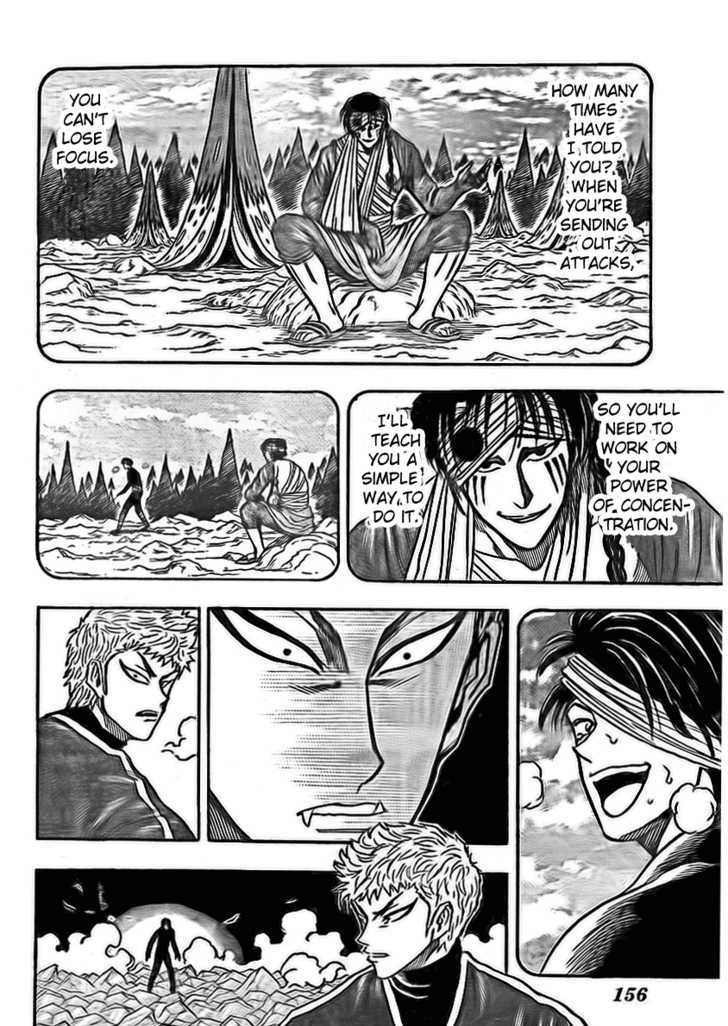 HOW MANY
TIMES
HAVE
I TOLD
YOU?
WHEN
YOU'RE
SENDING
OUT
ATTACKS,
YOU
CAN'T
LOSE
FOCUS.
SO YOU'LL
NEED TO
WORK ON
YOUR
POWER
OF CONCEN-
TRATION.
I'LL
TEACH
YOU A
SIMPLE
WAY TO
DO IT.
156